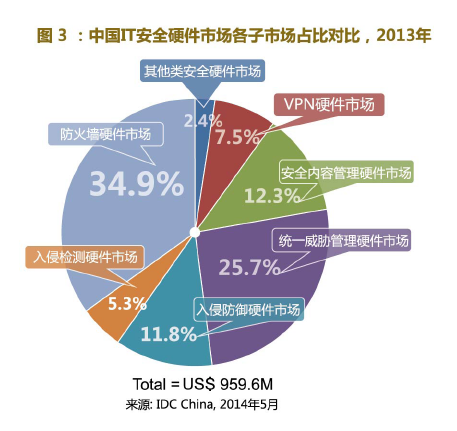 图 3 ：中国IT安全硬件市场各子市场占比对比，2013年
其他类安全硬件市场
2.4%
VPN硬件市场
7.5%
防火墙硬件市场
34.9%
安全内容管理硬件市场
12.3%
统一威胁管理硬件市场
25.7%
入侵检测硬件市场
5.3%
入侵防御硬件市场
11.8%
Total = US$ 959.6M
来源: IDC China, 2014年5月